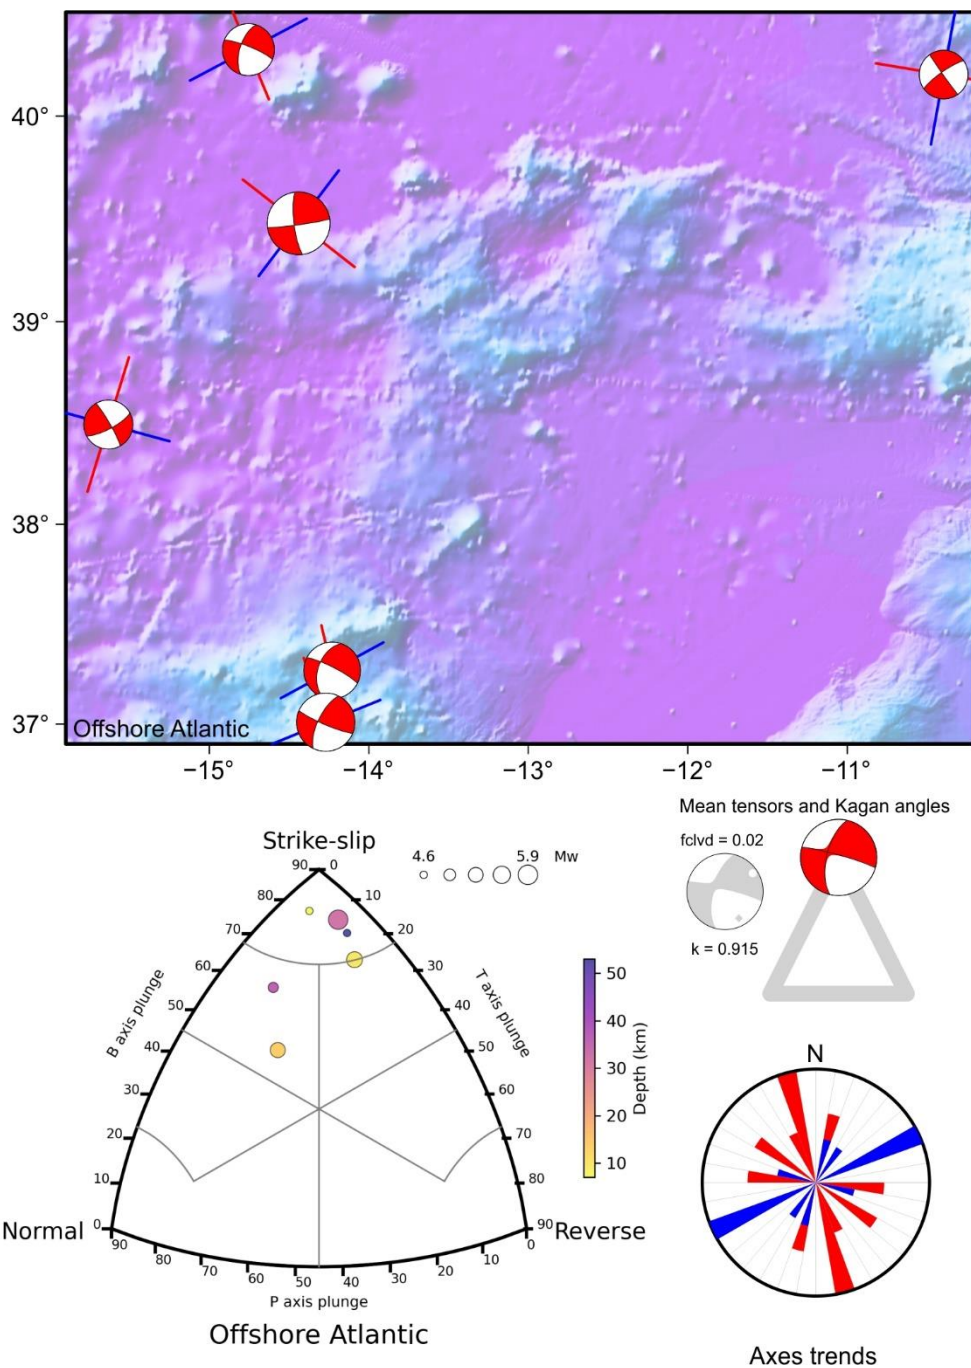 40°
39°
38°
37°
Offshore Atlantic
−15° −14° −13° −12° −11°
Mean tensors and Kagan angles
fclvd = 0.02
k = 0.915
Strike-slip
4.6 5.9 Mw
90 80 70 60 50 40 30 20 10 0
B axis plunge
0 10 20 30 40 50 60 70 80 90
T axis plunge
Normal
Reverse
90 80 70 60 50 40 30 20 10 0
P axis plunge
Offshore Atlantic
50
40
30
20
10
Depth (km)
N
Axes trends